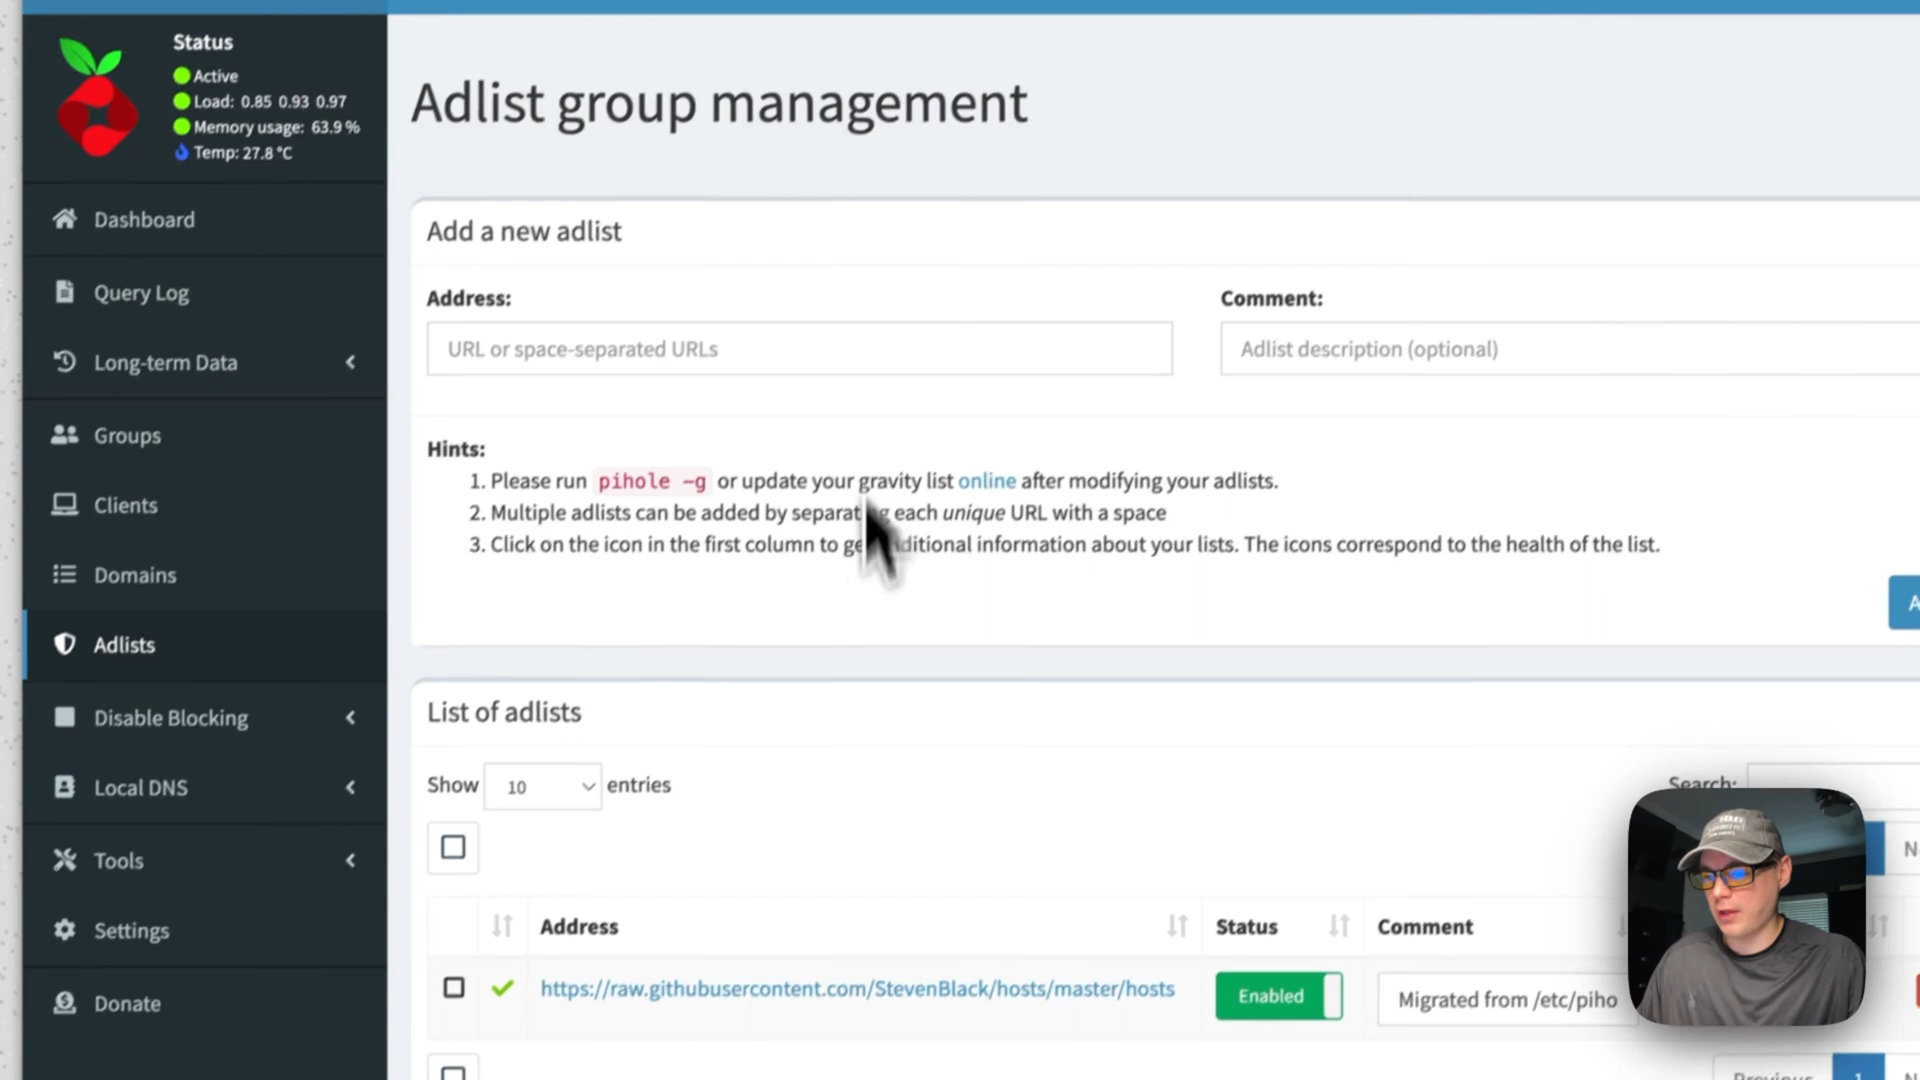 Status
Active
Load: 0.85 0.93 0.97
Memory usage: 63.9 %
Temp: 27.8 °C
Dashboard
Query Log
Long-term Data
Groups
Clients
Domains
Adlists
Disable Blocking
Local DNS
Tools
Settings
Donate
Adlist group management
Add a new adlist
Address:
Comment:
URL or space-separated URLs
Adlist description (optional)
Hints:
1. Please run pihole -g or update your gravity list online after modifying your adlists.
2. Multiple adlists can be added by separating each unique URL with a space
3. Click on the icon in the first column to get additional information about your lists. The icons correspond to the health of the list.
List of adlists
Show 10 entries
Search:
Address
Status
Comment
https://raw.githubusercontent.com/StevenBlack/hosts/master/hosts
Enabled
Migrated from /etc/piho
Previous 1